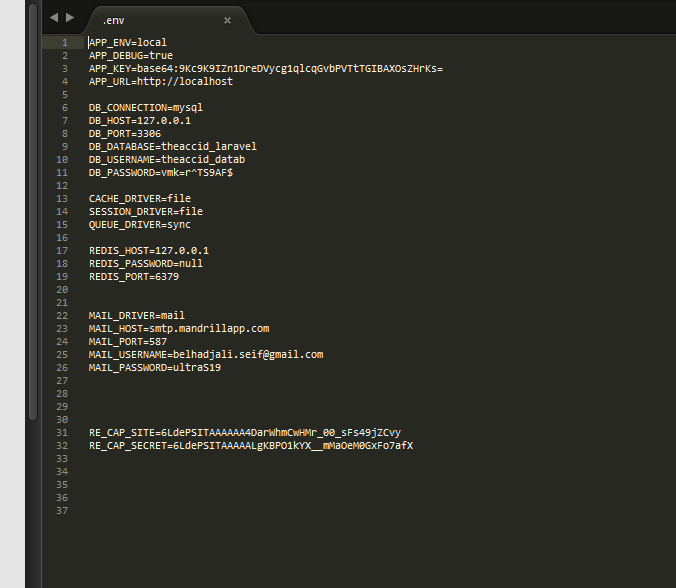 .env
1 APP_ENV=local
2 APP_DEBUG=true
3 APP_KEY=base64:9Kc9K9IZn1DreDVycg1qlcqGvbPVTtTGIBAXOsZHrKs=
4 APP_URL=http://localhost
5
6 DB_CONNECTION=mysql
7 DB_HOST=127.0.0.1
8 DB_PORT=3306
9 DB_DATABASE=theaccid_laravel
10 DB_USERNAME=theaccid_datab
11 DB_PASSWORD=vmk=r^TS9AF$
12
13 CACHE_DRIVER=file
14 SESSION_DRIVER=file
15 QUEUE_DRIVER=sync
16
17 REDIS_HOST=127.0.0.1
18 REDIS_PASSWORD=null
19 REDIS_PORT=6379
20
21
22 MAIL_DRIVER=mail
23 MAIL_HOST=smtp.mandrillapp.com
24 MAIL_PORT=587
25 MAIL_USERNAME=belhadjali.seif@gmail.com
26 MAIL_PASSWORD=ultraS19
27
28
29
30
31 RE_CAP_SITE=6LdePSITAAAAAA4DarWhmCwHMr_00_sFs49jZCvy
32 RE_CAP_SECRET=6LdePSITAAAAALgKBPO1kYX__mMaOeM0GxFo7afX
33
34
35
36
37